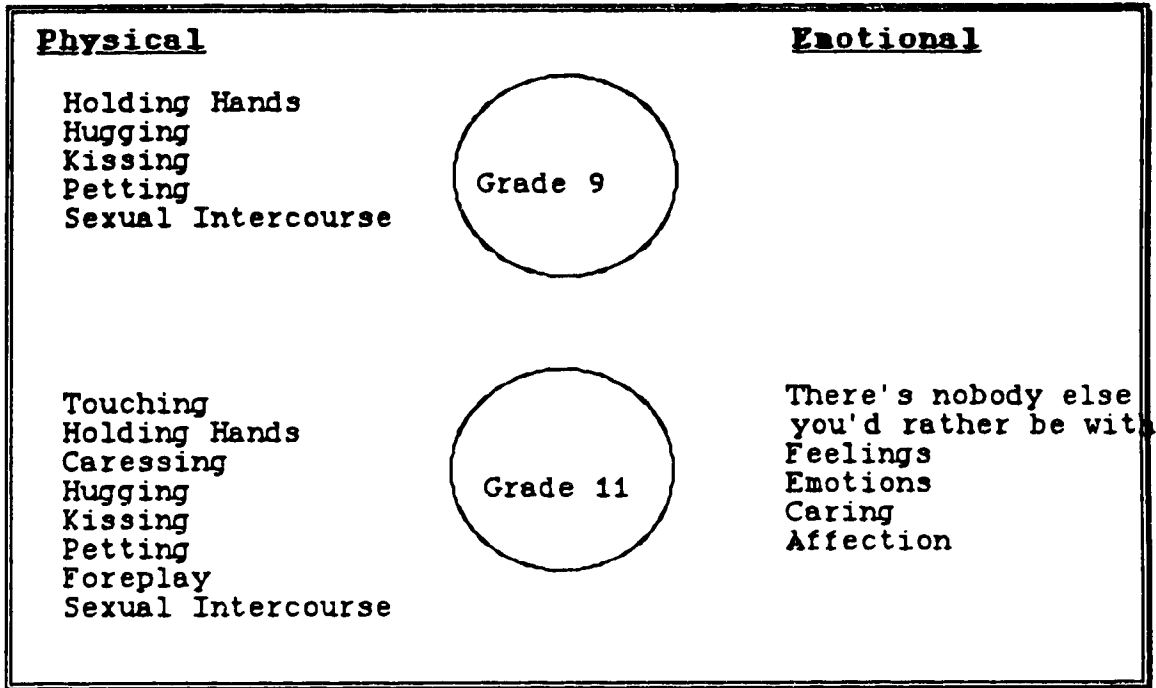 Physical
Emotional
Holding Hands
Hugging
Kissing
Petting
Sexual Intercourse
Grade 9
Touching
Holding Hands
Caressing
Hugging
Kissing
Petting
Foreplay
Sexual Intercourse
Grade 11
There's nobody else
you'd rather be with
Feelings
Emotions
Caring
Affection